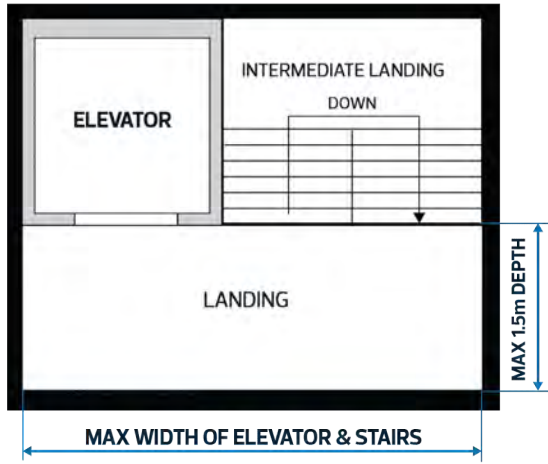 INTERMEDIATE LANDING
DOWN
ELEVATOR
LANDING
MAX 1.5m DEPTH
MAX WIDTH OF ELEVATOR & STAIRS